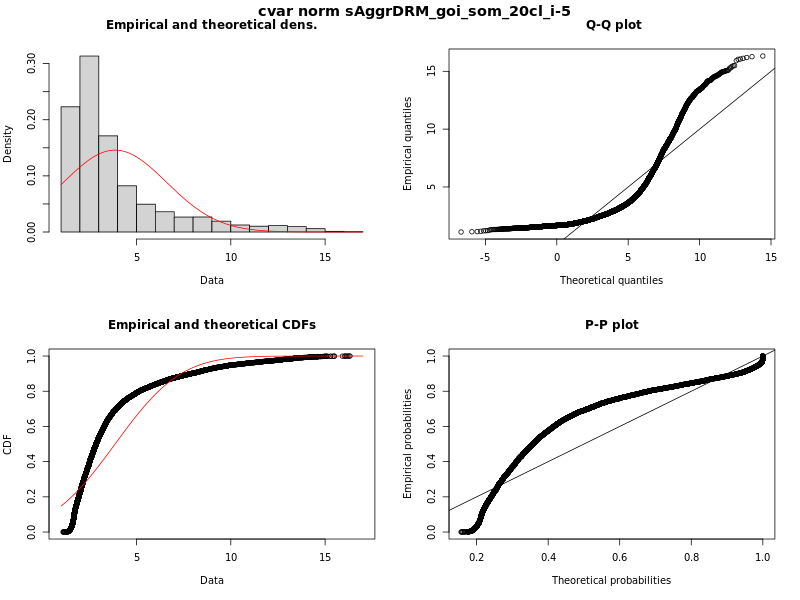 cvar norm sAggrDRM_goi_som_20cl_i-5
Empirical and theoretical dens.
Density
0.00 0.10 0.20 0.30
5 10 15
Data
Q-Q plot
Empirical quantiles
5 10 15
-5 0 5 10 15
Theoretical quantiles
Empirical and theoretical CDFs
CDF
0.0 0.2 0.4 0.6 0.8 1.0
5 10 15
Data
P-P plot
Empirical probabilities
0.0 0.2 0.4 0.6 0.8 1.0
0.2 0.4 0.6 0.8 1.0
Theoretical probabilities